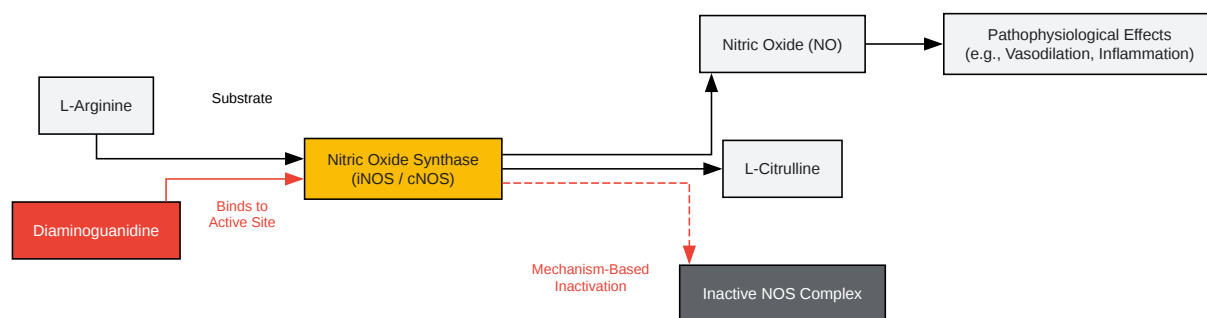 Nitric Oxide (NO)
Pathophysiological Effects
(e.g., Vasodilation, Inflammation)
L-Arginine
Substrate
Nitric Oxide Synthase
(iNOS / cNOS)
L-Citrulline
Diaminoguanidine
Binds to
Active Site
Mechanism-Based
Inactivation
Inactive NOS Complex